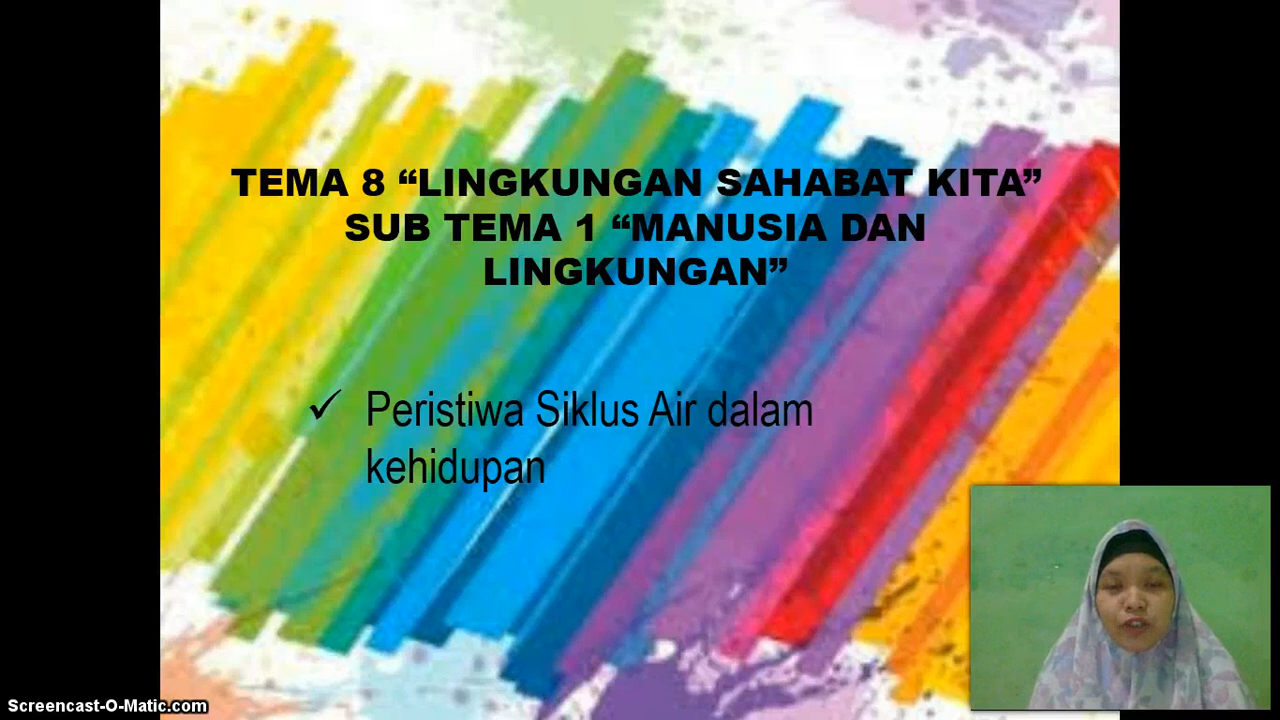 TEMA 8 “LINGKUNGAN SAHABAT KITA”
SUB TEMA 1 “MANUSIA DAN
LINGKUNGAN”
✓ Peristiwa Siklus Air dalam
kehidupan
Screencast-O-Matic.com